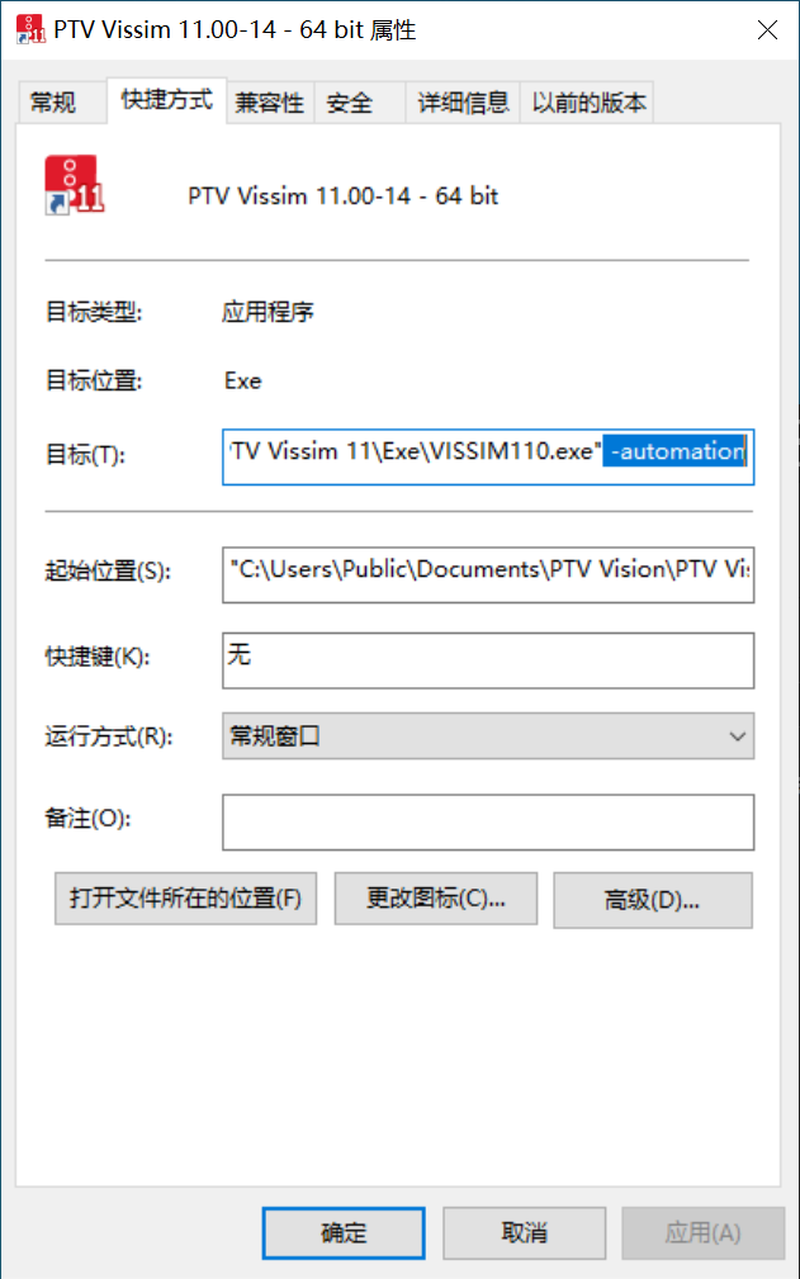 PTV Vissim 11.00-14 - 64 bit 属性
常规 快捷方式 兼容性 安全 详细信息 以前的版本
11
PTV Vissim 11.00-14 - 64 bit
目标类型: 应用程序
目标位置: Exe
目标(T): TV Vissim 11\Exe\VISSIM110.exe" -automation
起始位置(S): "C:\Users\Public\Documents\PTV Vision\PTV Vis
快捷键(K): 无
运行方式(R): 常规窗口
备注(O):
打开文件所在的位置(F) 更改图标(C)... 高级(D)...
确定 取消 应用(A)